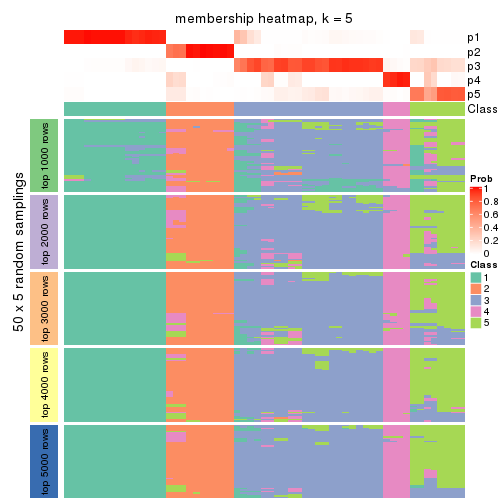 membership heatmap, k = 5
p1
p2
p3
p4
p5
Class
50 x 5 random samplings
top 1000 rows
top 2000 rows
top 3000 rows
top 4000 rows
top 5000 rows
Prob
1
0.8
0.6
0.4
0.2
0
Class
1
2
3
4
5